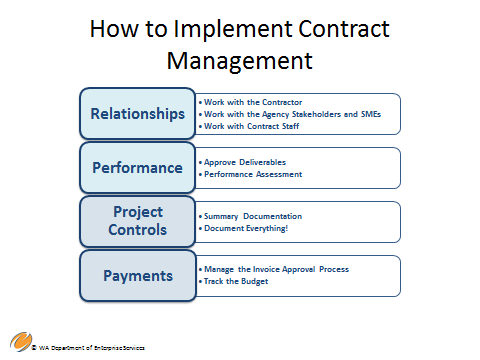 How to Implement Contract
Management
Relationships
• Work with the Contractor
• Work with the Agency Stakeholders and SMEs
• Work with Contract Staff
Performance
• Approve Deliverables
• Performance Assessment
Project
Controls
• Summary Documentation
• Document Everything!
Payments
• Manage the Invoice Approval Process
• Track the Budget
© WA Department of Enterprise Services